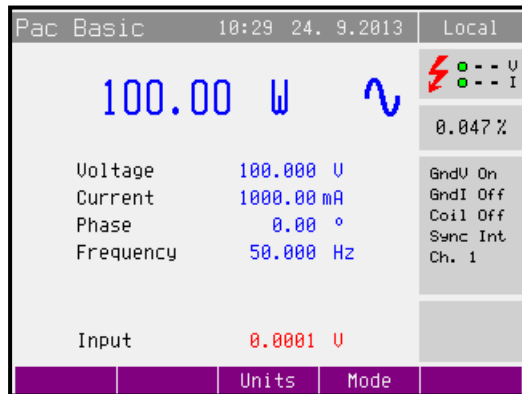 Pac Basic 10:29 24. 9.2013 Local
-- V
-- I
100.00 W
0.047 %
Voltage 100.000 V
Current 1000.00 mA
Phase 0.00 °
Frequency 50.000 Hz
GndV On
GndI Off
Coil Off
Sync Int
Ch. 1
Input 0.0001 V
Units Mode